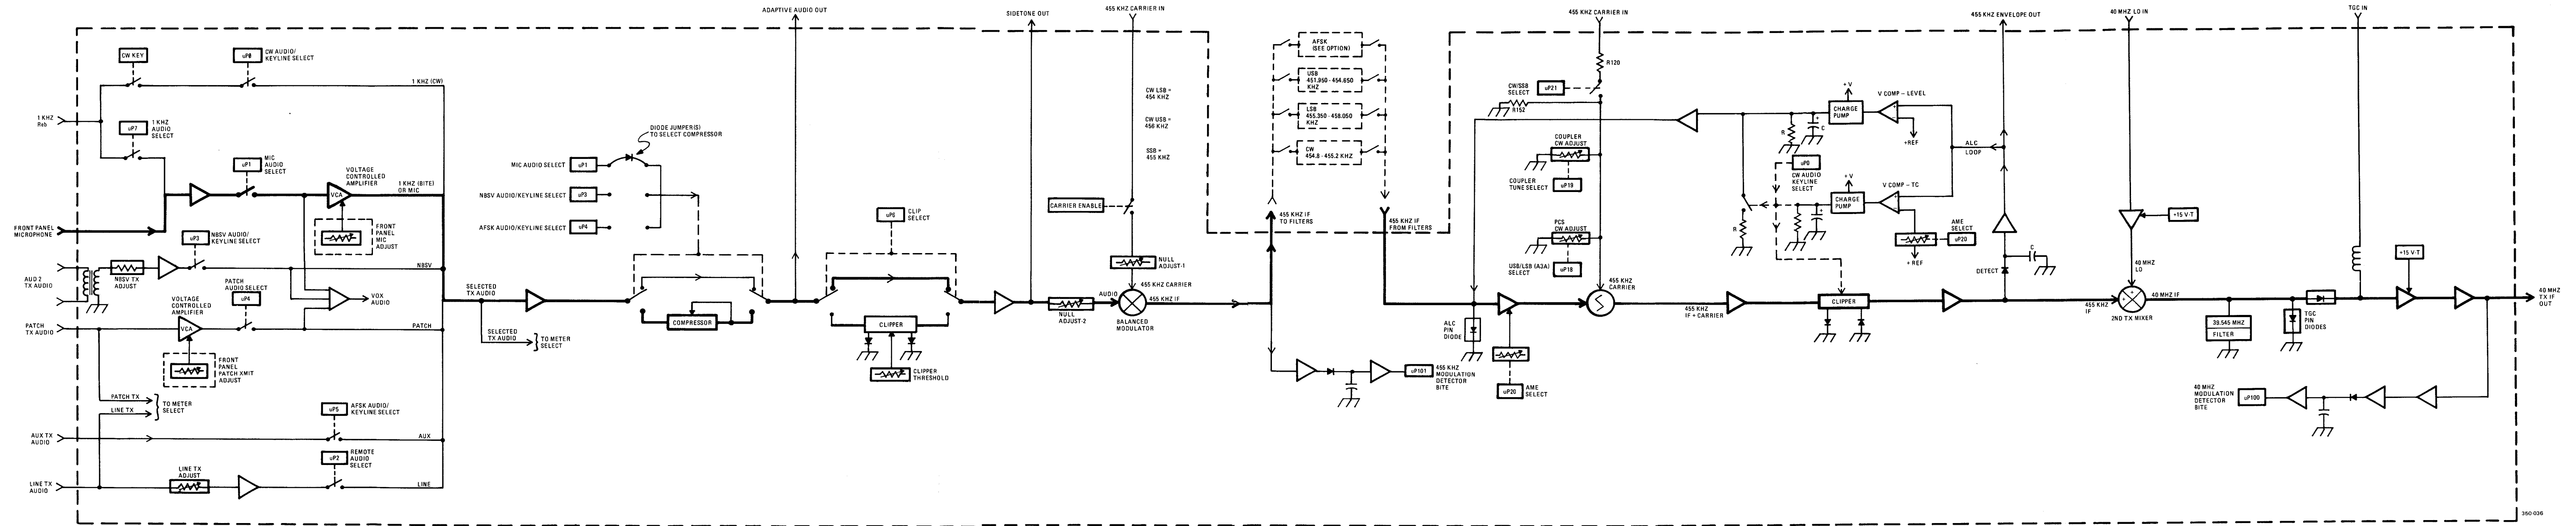 ADAPTIVE AUDIO OUT
SIDETONE OUT
455 KHZ CARRIER IN
455 KHZ CARRIER IN
455 KHZ ENVELOPE OUT
40 MHZ LO IN
TGC IN
CW KEY
uP8
CW AUDIO/
KEYLINE SELECT
1 KHZ (CW)
1 KHZ
Reb
uP7
1 KHZ
AUDIO
SELECT
uP1
MIC
AUDIO
SELECT
VOLTAGE
CONTROLLED
AMPLIFIER
VCA
1 KHZ (BITE)
OR MIC
FRONT
PANEL
MIC
ADJUST
FRONT PANEL
MICROPHONE
uP3
NBSV AUDIO/
KEYLINE SELECT
AUD 2
TX AUDIO
NBSV TX
ADJUST
NBSV
VOLTAGE
CONTROLLED
AMPLIFIER
PATCH
AUDIO SELECT
uP4
VOX
AUDIO
PATCH
TX AUDIO
VCA
PATCH
FRONT
PANEL
PATCH XMIT
ADJUST
PATCH TX
LINE TX
TO METER
SELECT
uP5
AFSK AUDIO/
KEYLINE SELECT
AUX TX
AUDIO
AUX
uP2
REMOTE
AUDIO
SELECT
LINE TX
ADJUST
LINE TX
AUDIO
LINE
SELECTED
TX AUDIO
SELECTED
TX AUDIO
TO METER
SELECT
DIODE JUMPER(S)
TO SELECT COMPRESSOR
MIC AUDIO SELECT
uP1
NBSV AUDIO/KEYLINE SELECT
uP3
AFSK AUDIO/KEYLINE SELECT
uP4
COMPRESSOR
uP6
CLIP
SELECT
CLIPPER
CLIPPER
THRESHOLD
NULL
ADJUST-2
AUDIO
BALANCED
MODULATOR
CARRIER ENABLE
NULL
ADJUST-1
455 KHZ CARRIER
455 KHZ IF
CW LSB =
454 KHZ
CW USB =
456 KHZ
SSB =
455 KHZ
AFSK
(SEE OPTION)
USB
451.950 - 454.650
KHZ
LSB
455.350 - 458.050
KHZ
CW
454.8 - 455.2 KHZ
455 KHZ IF
TO FILTERS
455 KHZ IF
FROM FILTERS
uP101
455 KHZ
MODULATION
DETECTOR
BITE
R120
CW/SSB
SELECT
uP21
R152
COUPLER
CW ADJUST
COUPLER
TUNE SELECT
uP19
PCS
CW ADJUST
USB/LSB (A3A)
SELECT
uP18
455 KHZ
CARRIER
ALC
PIN
DIODE
uP20
AME
SELECT
455 KHZ
IF + CARRIER
+ V
CHARGE
PUMP
V COMP - LEVEL
+REF
R
C
uP0
CW AUDIO
KEYLINE
SELECT
+ V
CHARGE
PUMP
V COMP - TC
R
AME
SELECT
uP20
+ REF
ALC
LOOP
CLIPPER
DETECT
C
455 KHZ
IF
+15 V-T
40 MHZ
LO
2ND TX MIXER
40 MHZ IF
39.545 MHZ
FILTER
TGC
PIN
DIODES
+15 V-T
40 MHZ
TX IF
OUT
40 MHZ
MODULATION
DETECTOR
BITE
uP100
350-036